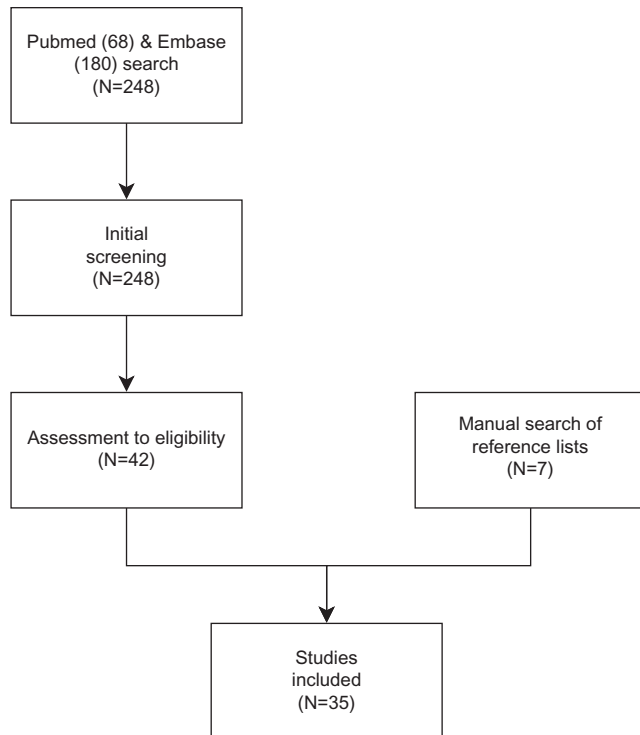 Pubmed (68) & Embase
(180) search
(N=248)
Initial
screening
(N=248)
Assessment to eligibility
(N=42)
Manual search of
reference lists
(N=7)
Studies
included
(N=35)